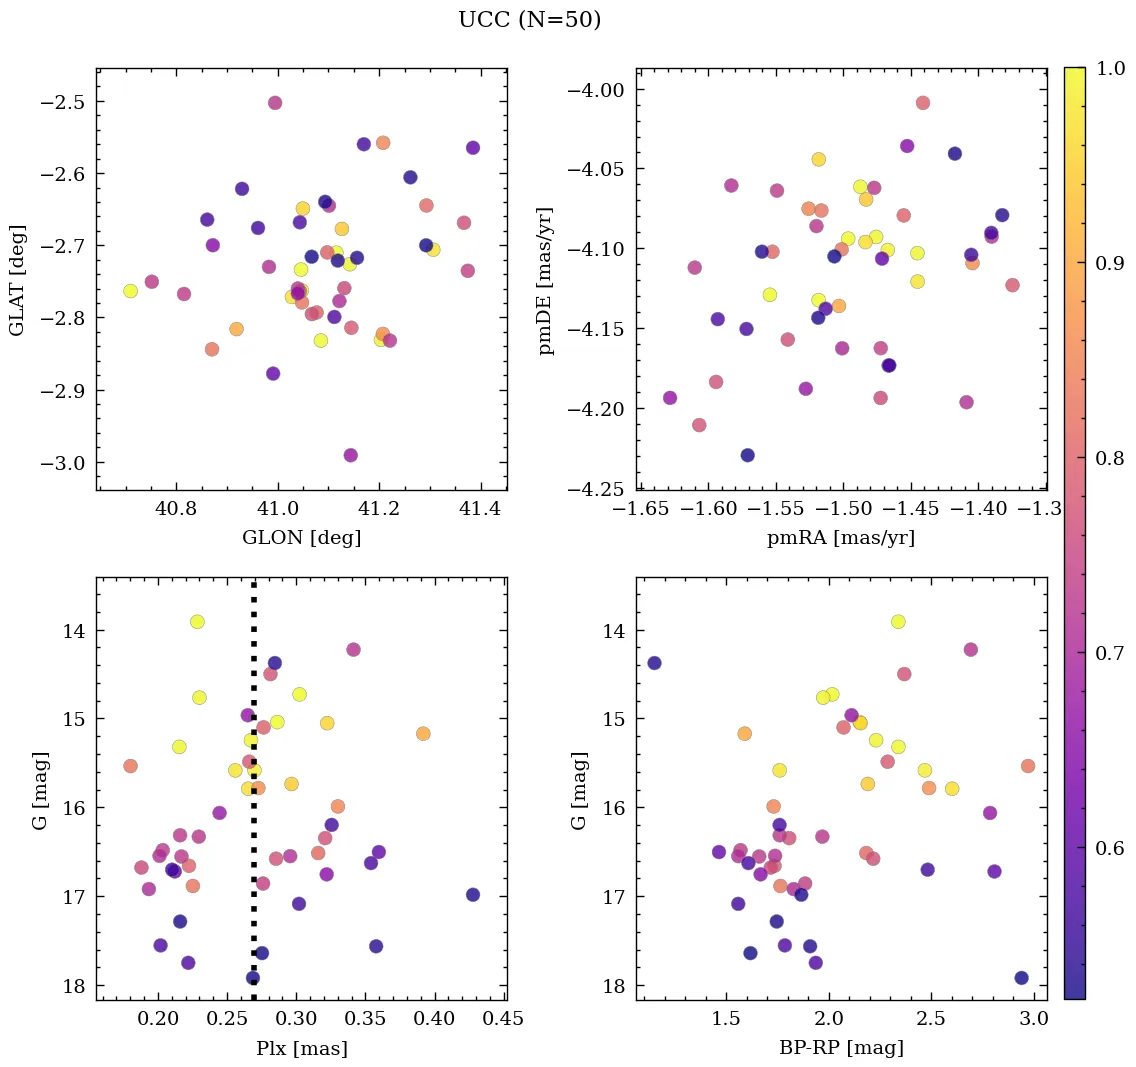 UCC (N=50)
−2.5
−2.6
−2.7
−2.8
−2.9
−3.0
GLAT [deg]
40.8 41.0 41.2 41.4
GLON [deg]
−4.00
−4.05
−4.10
−4.15
−4.20
−4.25
pmDE [mas/yr]
−1.65 −1.60 −1.55 −1.50 −1.45 −1.40 −1.3
pmRA [mas/yr]
1.0
0.9
0.8
0.7
0.6
14
15
16
17
18
G [mag]
0.20 0.25 0.30 0.35 0.40 0.45
Plx [mas]
14
15
16
17
18
G [mag]
1.5 2.0 2.5 3.0
BP-RP [mag]